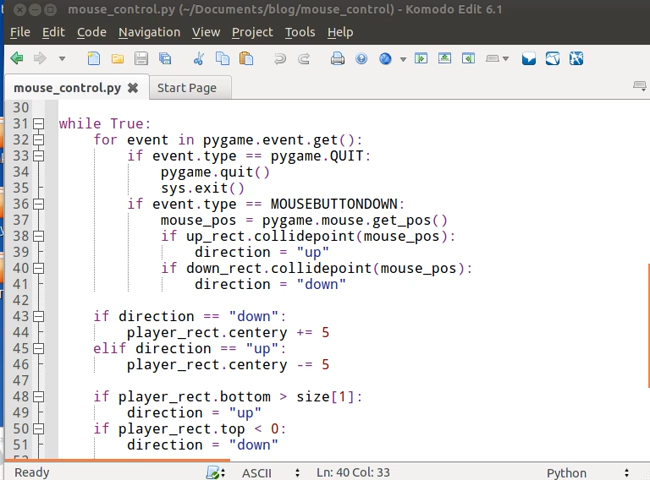 mouse_control.py (~/Documents/blog/mouse_control) - Komodo Edit 6.1
File Edit Code Navigation View Project Tools Help
mouse_control.py Start Page
30
31 while True:
32 for event in pygame.event.get():
33 if event.type == pygame.QUIT:
34 pygame.quit()
35 sys.exit()
36 if event.type == MOUSEBUTTONDOWN:
37 mouse_pos = pygame.mouse.get_pos()
38 if up_rect.collidepoint(mouse_pos):
39 direction = "up"
40 if down_rect.collidepoint(mouse_pos):
41 direction = "down"
42
43 if direction == "down":
44 player_rect.centery += 5
45 elif direction == "up":
46 player_rect.centery -= 5
47
48 if player_rect.bottom > size[1]:
49 direction = "up"
50 if player_rect.top < 0:
51 direction = "down"
Ready ASCII Ln: 40 Col: 33 Python